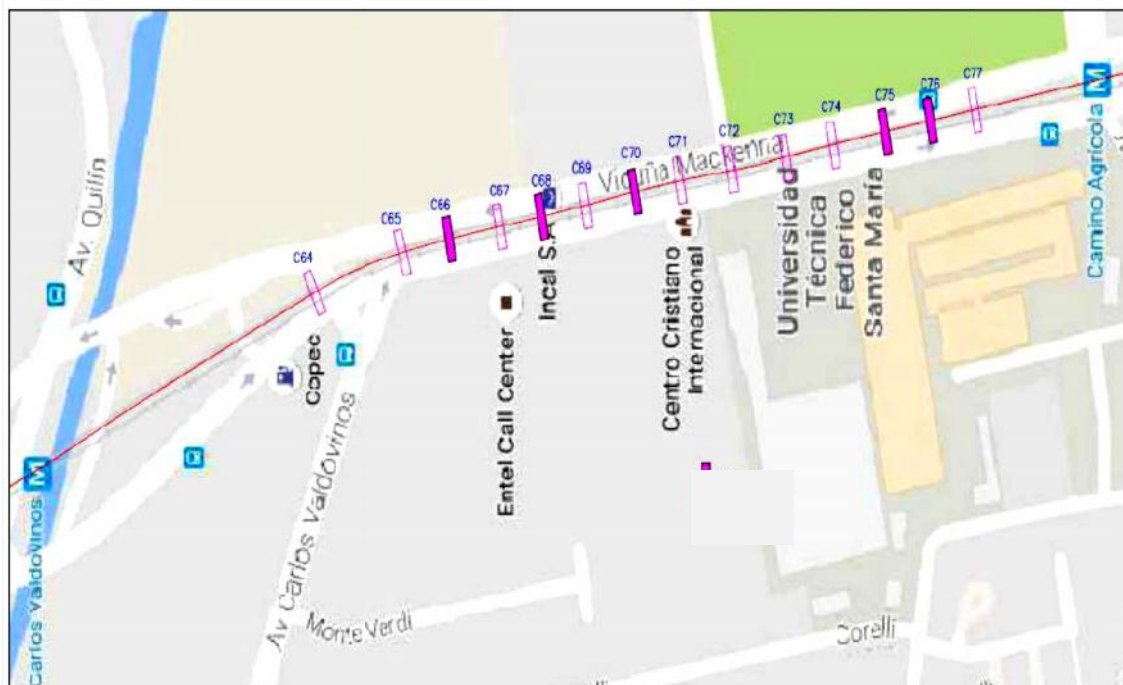 C77
C76
C75
C74
C73
C72
C71
C70
C69
C68
C67
C66
C65
C64
Av. Quilín
Vicuña Mackenna
Camino Agrícola
Universidad
Técnica
Federico
Santa María
Incal S.A
Centro Cristiano
Internacional
Entel Call Center
Copec
Carlos Valdovinos
Av Carlos Valdovinos
Monte Verdi
Corelli
M
M